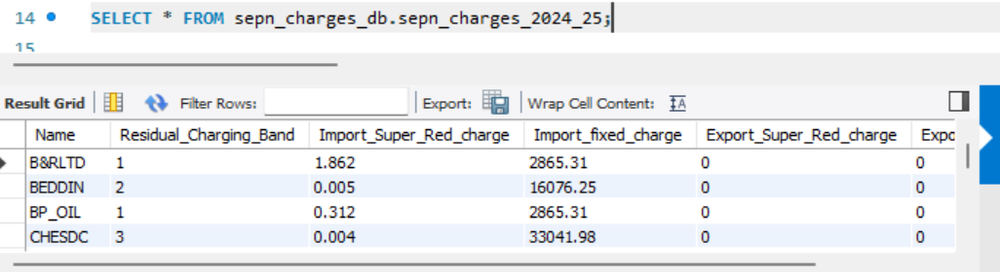 14 SELECT * FROM sepn_charges_db.sepn_charges_2024_25;
15
Result Grid Filter Rows: Export: Wrap Cell Content: IA
Name Residual_Charging_Band Import_Super_Red_charge Import_fixed_charge Export_Super_Red_charge Expo
B&RLTD 1 1.862 2865.31 0 0
BEDDIN 2 0.005 16076.25 0 0
BP_OIL 1 0.312 2865.31 0 0
CHESDC 3 0.004 33041.98 0 0